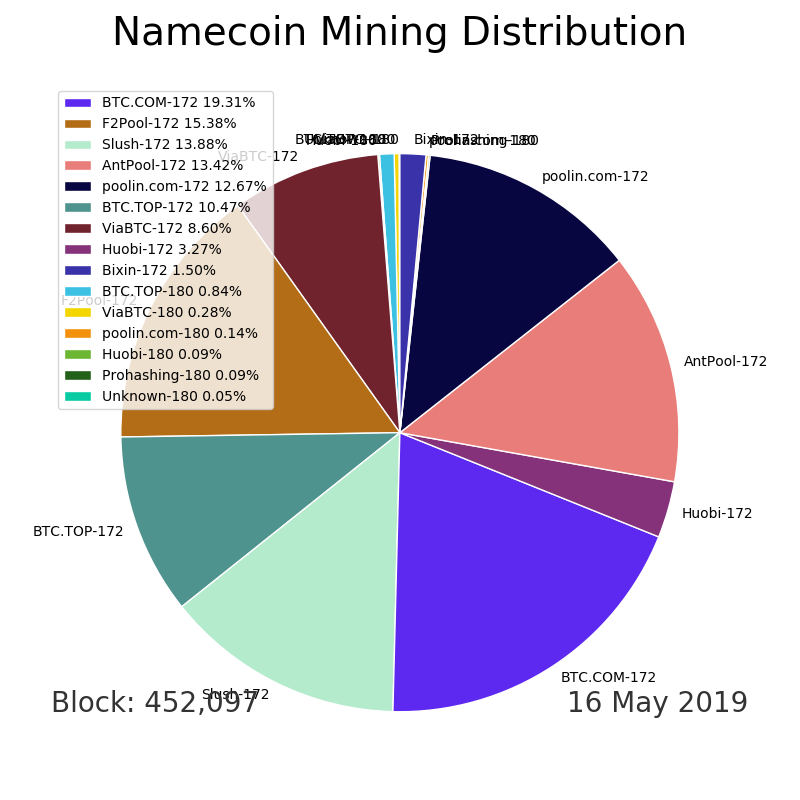 Namecoin Mining Distribution
BTC.COM-172 19.31%
F2Pool-172 15.38%
Slush-172 13.88%
AntPool-172 13.42%
poolin.com-172 12.67%
BTC.TOP-172 10.47%
ViaBTC-172 8.60%
Huobi-172 3.27%
Bixin-172 1.50%
BTC.TOP-180 0.84%
ViaBTC-180 0.28%
poolin.com-180 0.14%
Huobi-180 0.09%
Prohashing-180 0.09%
Unknown-180 0.05%
Bixin-172
ViaBTC-172
poolin.com-172
F2Pool-172
AntPool-172
Huobi-172
BTC.TOP-172
BTC.COM-172
Slush-172
Block: 452,097
16 May 2019